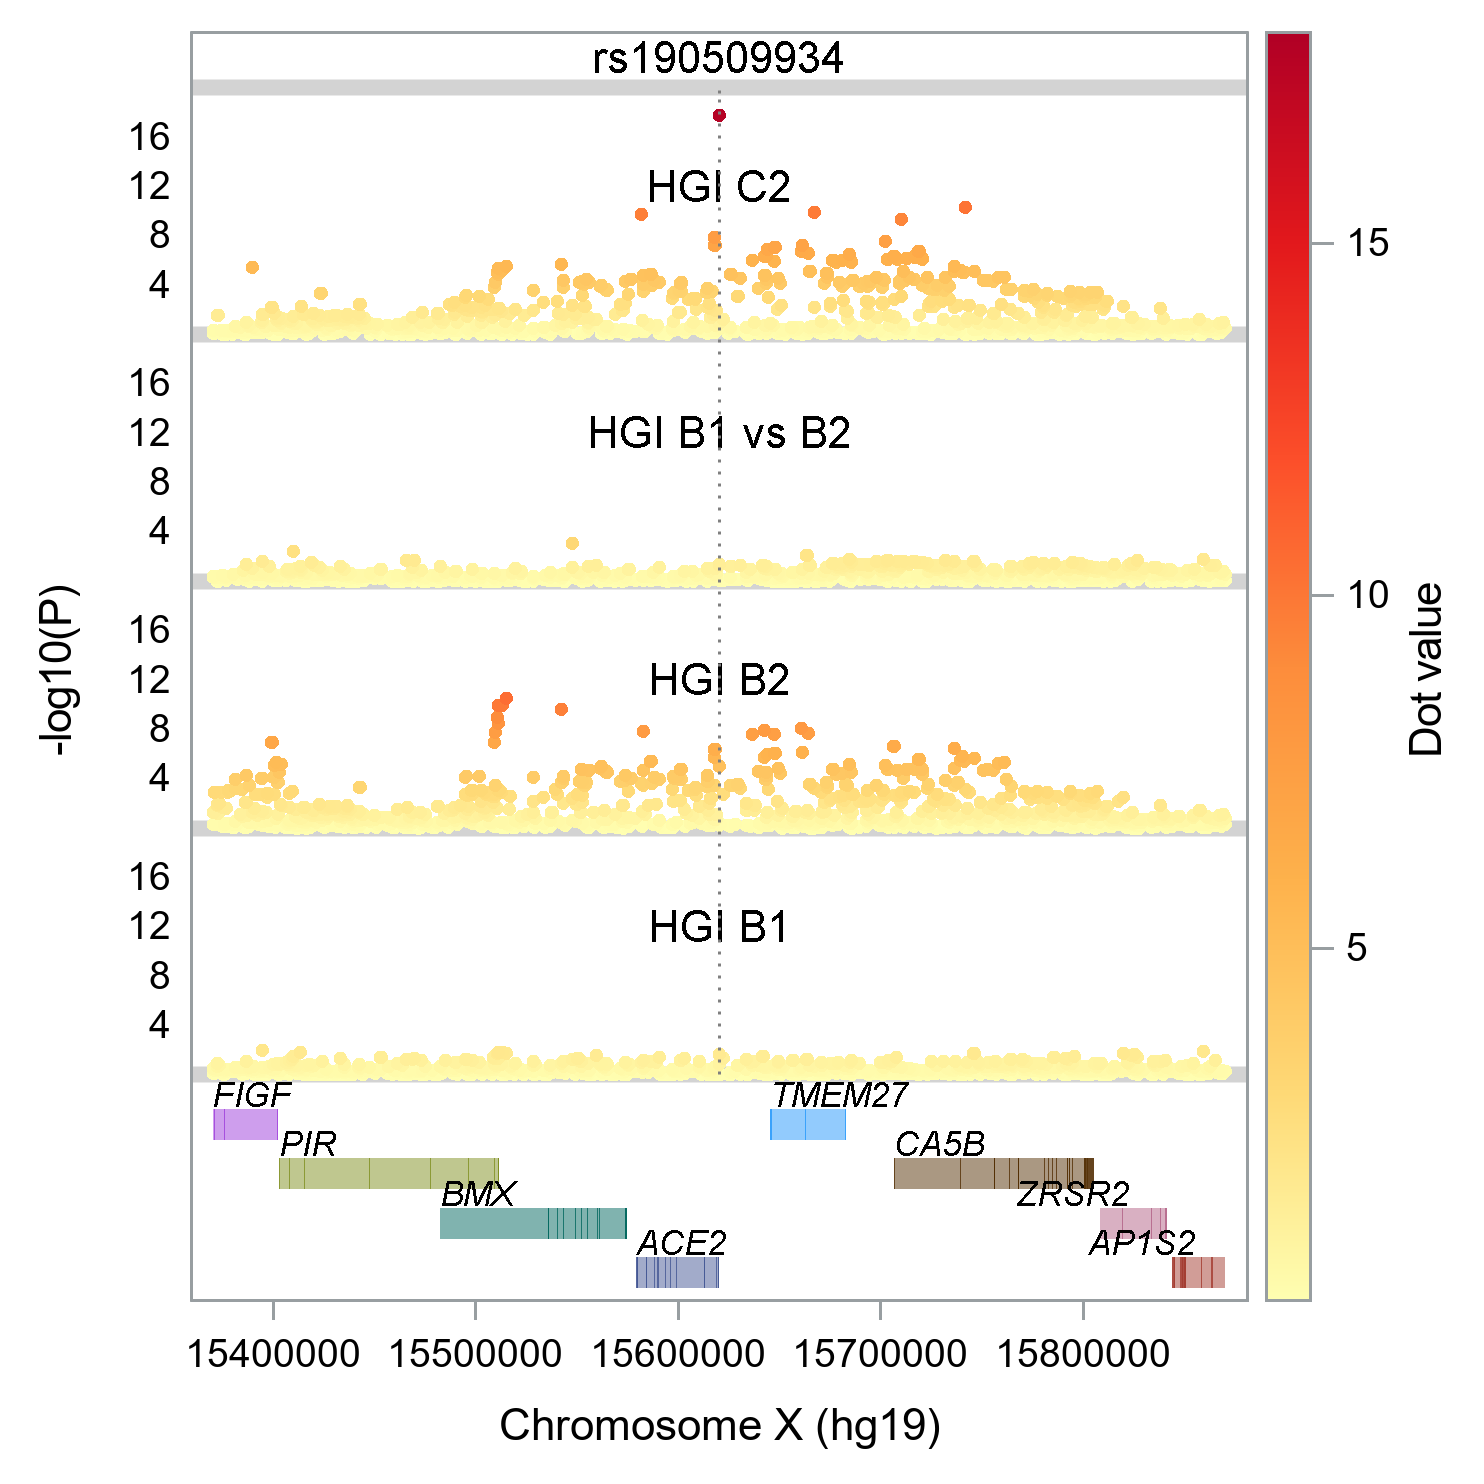 rs190509934
16
HGI C2
12
8
4
16
HGI B1 vs B2
12
8
4
16
HGI B2
12
8
4
16
HGI B1
12
8
4
-log10(P)
FIGF
TMEM27
PIR
CA5B
BMX
ZRSR2
ACE2
AP1S2
15400000 15500000 15600000 15700000 15800000
Chromosome X (hg19)
15
10
5
Dot value